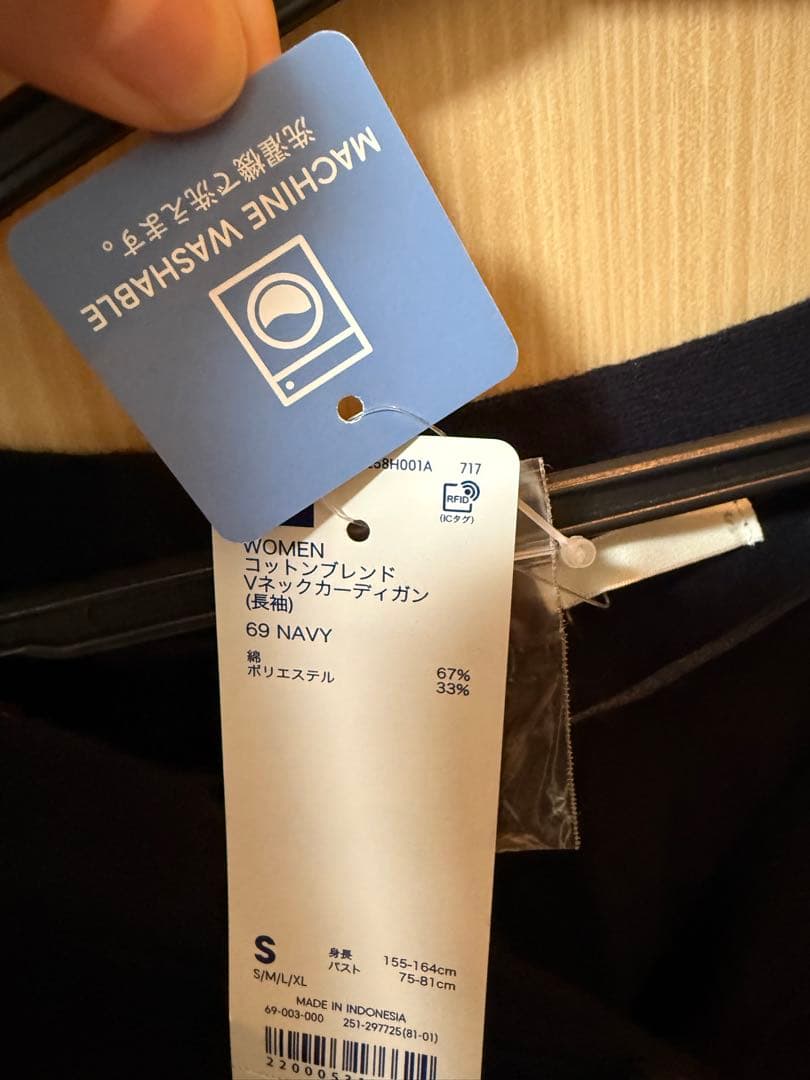 洗濯機で洗えます。
MACHINE WASHABLE
58H001A 717
RFID
(ICタグ)
WOMEN
コットンブレンド
Vネックカーディガン
(長袖)
69 NAVY
綿 67%
ポリエステル 33%
S 身長 155-164cm
S/M/L/XL バスト 75-81cm
MADE IN INDONESIA
69-003-000 251-297725(81-01)
220005